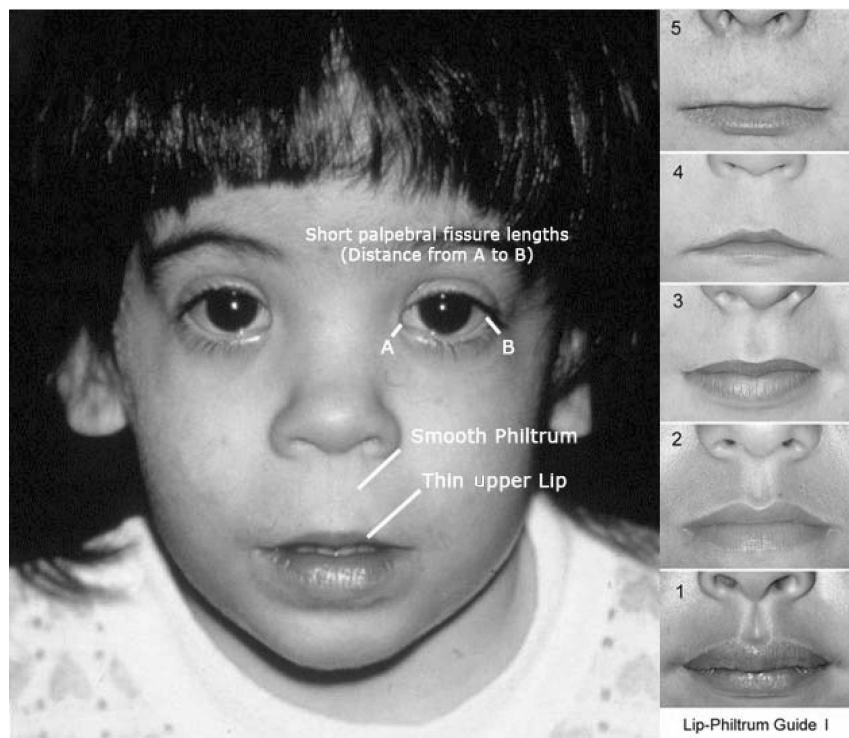 Short palpebral fissure lengths
(Distance from A to B)
A
B
Smooth Philtrum
Thin upper Lip
5
4
3
2
1
Lip-Philtrum Guide I